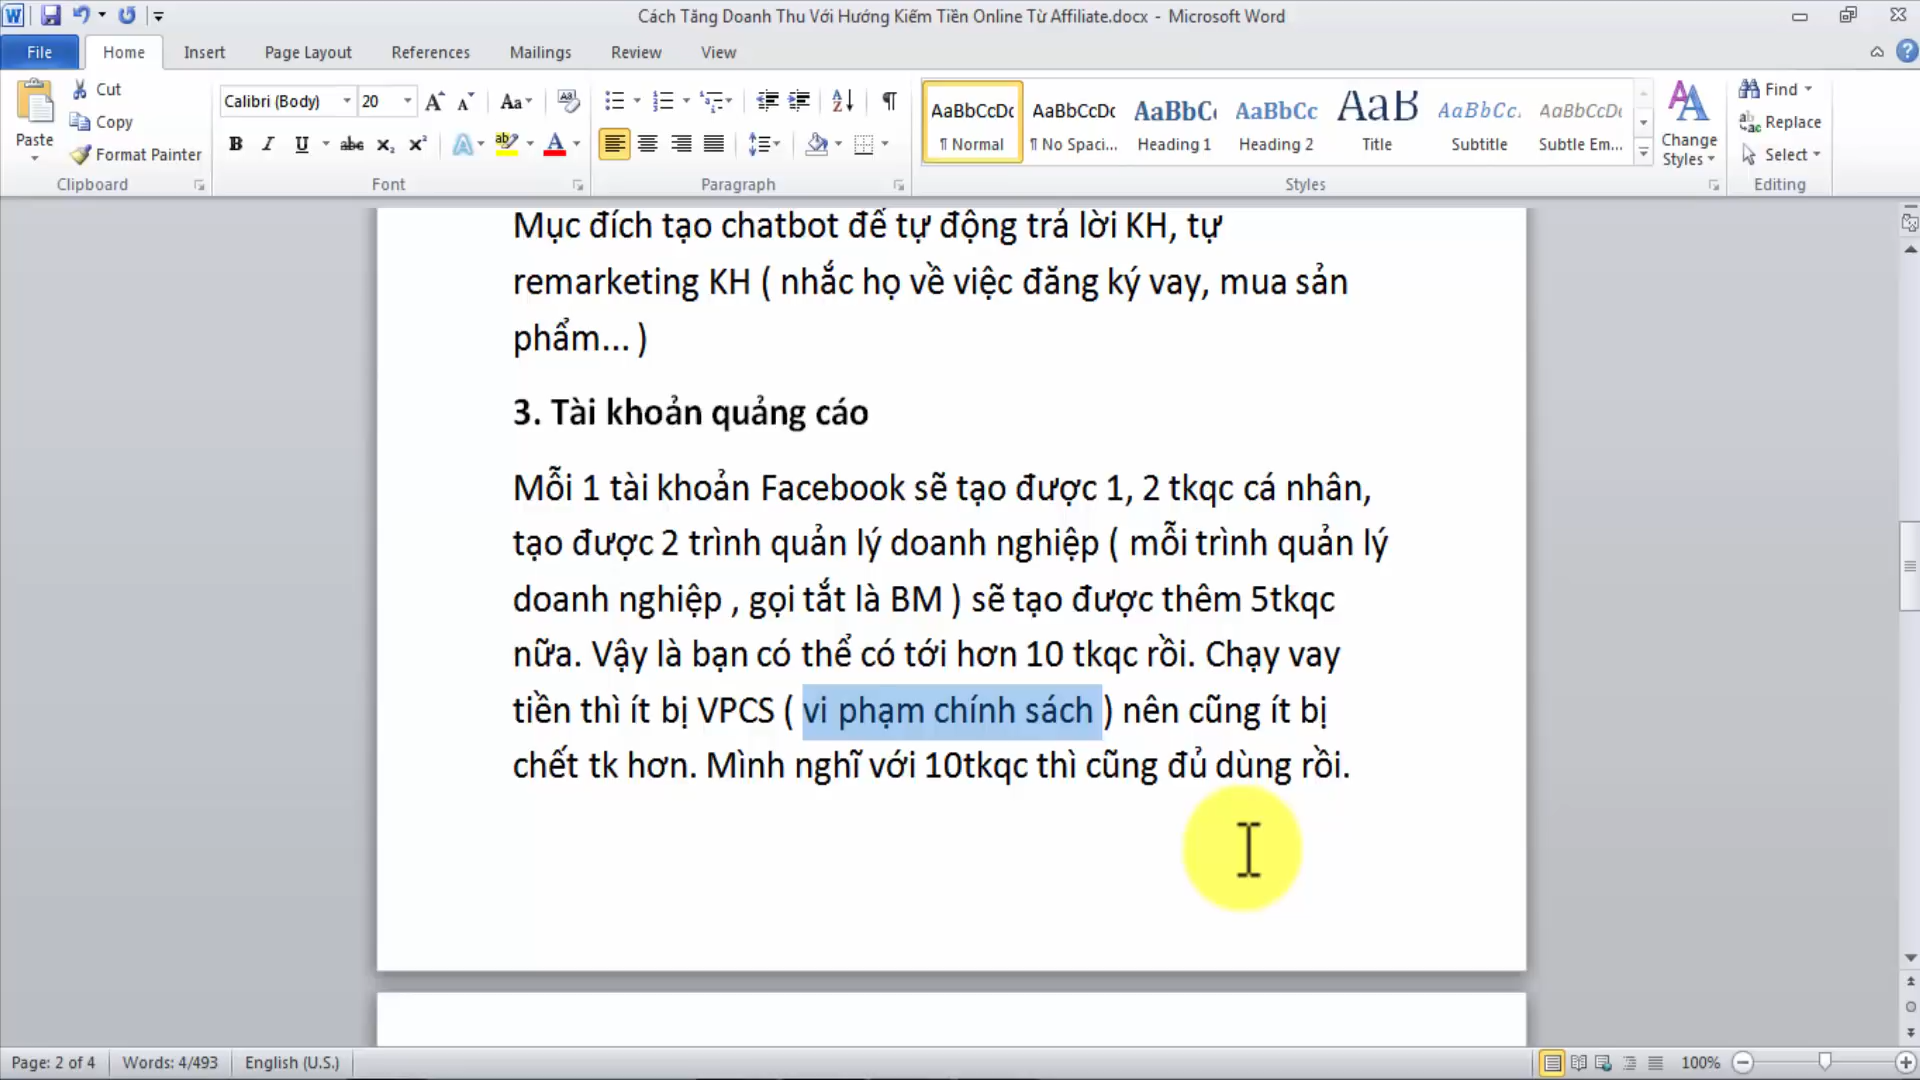 Cách Tăng Doanh Thu Với Hướng Kiếm Tiền Online Từ Affiliate.docx - Microsoft Word
File Home Insert Page Layout References Mailings Review View
Cut
Copy
Paste
Format Painter
Clipboard
Calibri (Body) 20
Font
Paragraph
AaBbCcDc AaBbCcDc AaBbC AaBbCc AaB AaBbCc. AaBbCcDc
¶ Normal ¶ No Spaci... Heading 1 Heading 2 Title Subtitle Subtle Em...
Styles
Change
Styles
Find
Replace
Select
Editing
Mục đích tạo chatbot để tự động trả lời KH, tự
remarketing KH ( nhắc họ về việc đăng ký vay, mua sản
phẩm... )
3. Tài khoản quảng cáo
Mỗi 1 tài khoản Facebook sẽ tạo được 1, 2 tkqc cá nhân,
tạo được 2 trình quản lý doanh nghiệp ( mỗi trình quản lý
doanh nghiệp , gọi tắt là BM ) sẽ tạo được thêm 5tkqc
nữa. Vậy là bạn có thể có tới hơn 10 tkqc rồi. Chạy vay
tiền thì ít bị VPCS ( vi phạm chính sách ) nên cũng ít bị
chết tk hơn. Mình nghĩ với 10tkqc thì cũng đủ dùng rồi.
Page: 2 of 4 Words: 4/493 English (U.S.) 100%